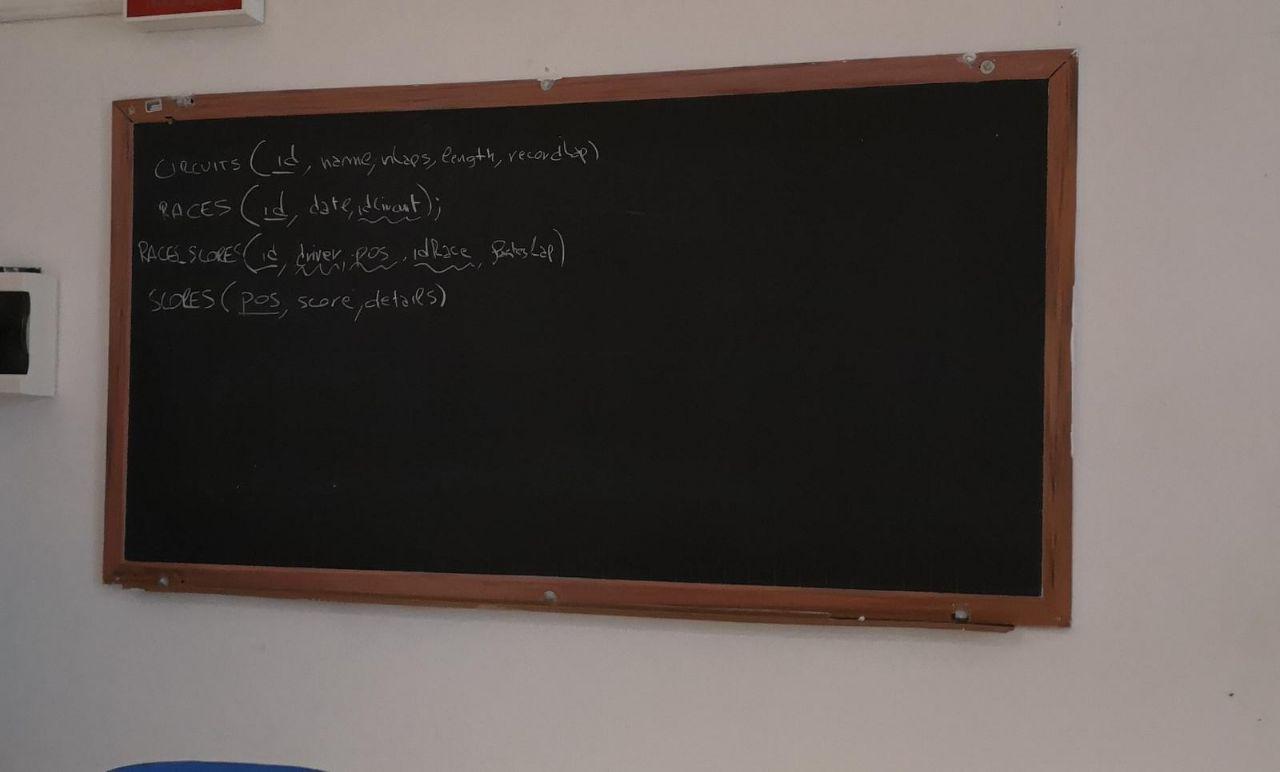 CIRCUITS (id, name, nlaps, length, recordlap)
RACES (id, date, idCircuit);
RACES_SCORES (id, driver, pos, idRace,
SCORES (pos, score, details)